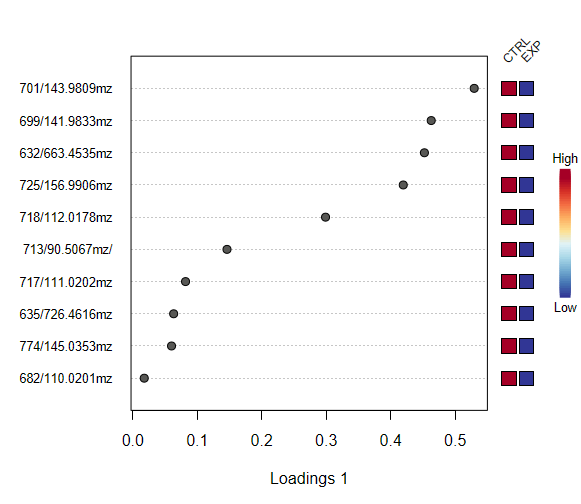 CTRL
EXP
701/143.9809mz
699/141.9833mz
632/663.4535mz
725/156.9906mz
718/112.0178mz
713/90.5067mz/
717/111.0202mz
635/726.4616mz
774/145.0353mz
682/110.0201mz
High
Low
0.0 0.1 0.2 0.3 0.4 0.5
Loadings 1